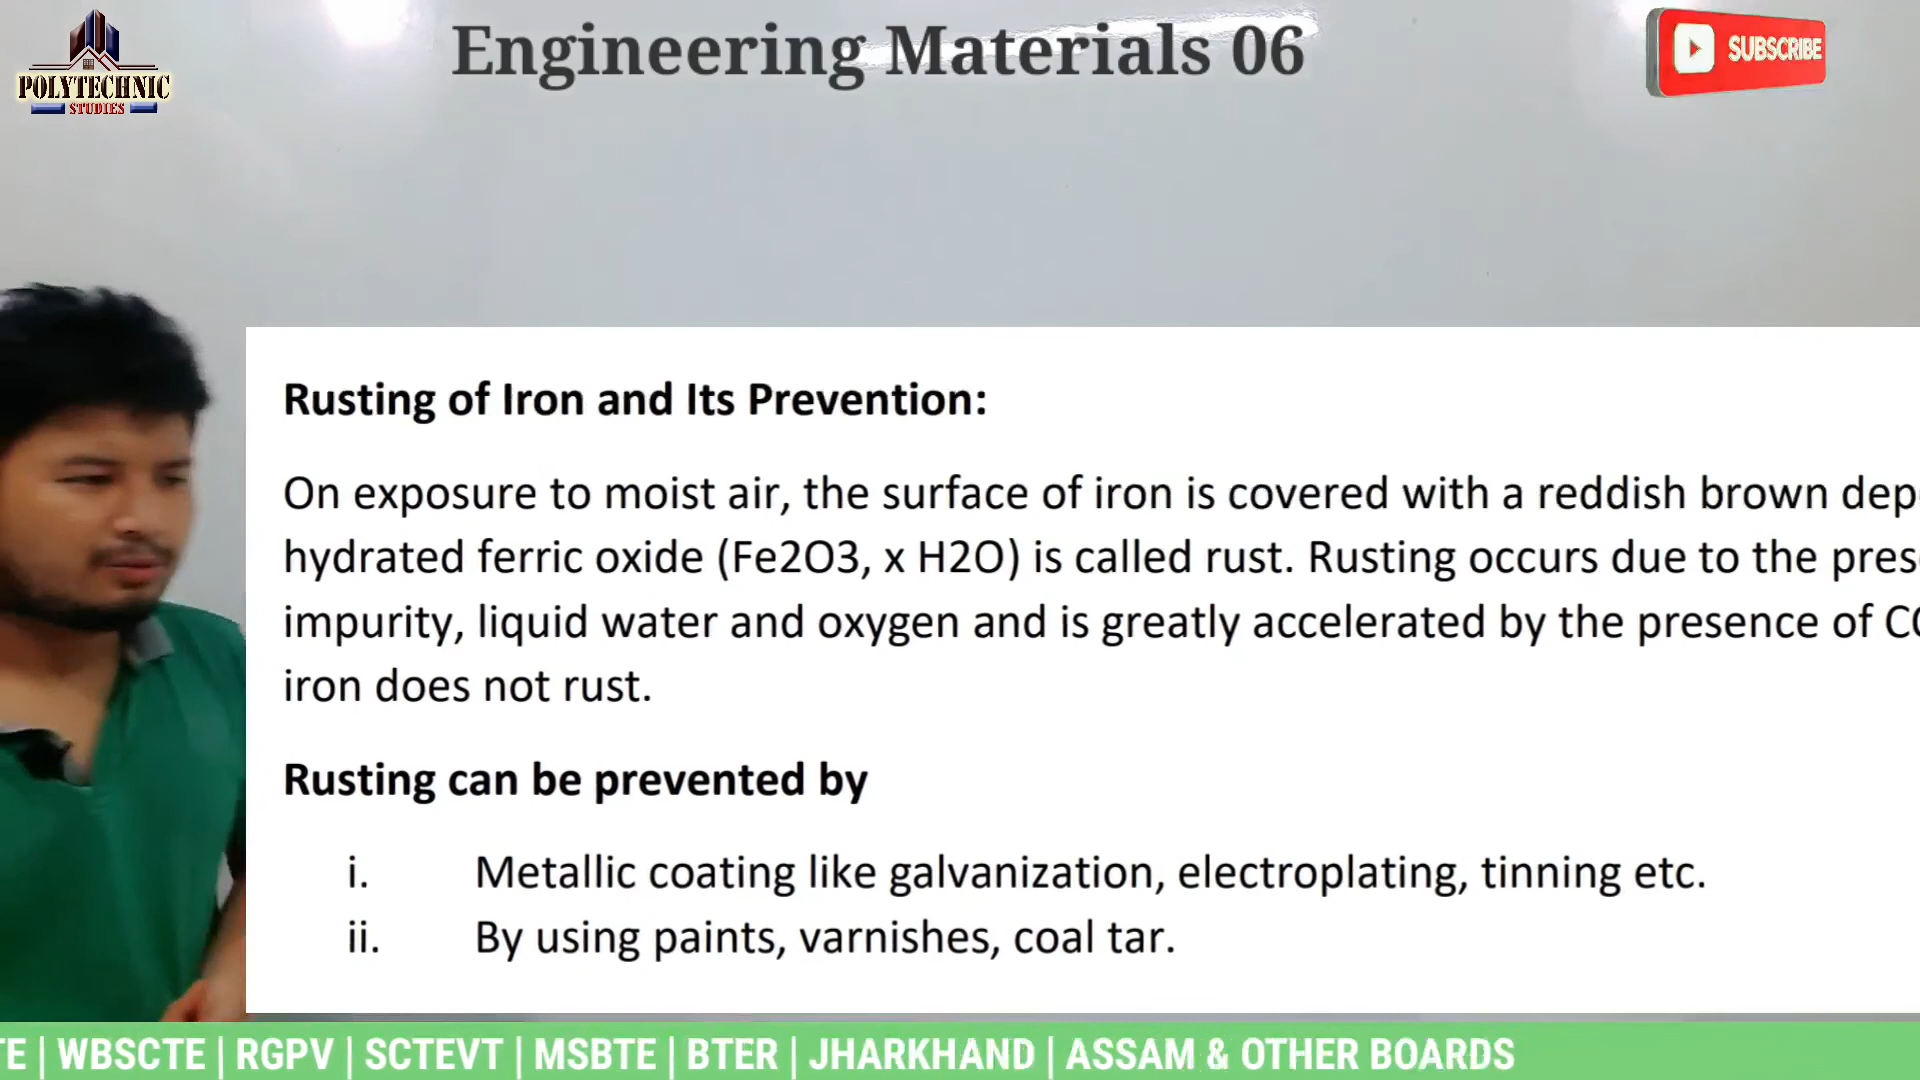 POLYTECHNIC
STUDIES
Engineering Materials 06
SUBSCRIBE
Rusting of Iron and Its Prevention:
On exposure to moist air, the surface of iron is covered with a reddish brown dep
hydrated ferric oxide (Fe2O3, x H2O) is called rust. Rusting occurs due to the pres
impurity, liquid water and oxygen and is greatly accelerated by the presence of CO
iron does not rust.
Rusting can be prevented by
i. Metallic coating like galvanization, electroplating, tinning etc.
ii. By using paints, varnishes, coal tar.
TE | WBSCTE | RGPV | SCTEVT | MSBTE | BTER | JHARKHAND | ASSAM & OTHER BOARDS